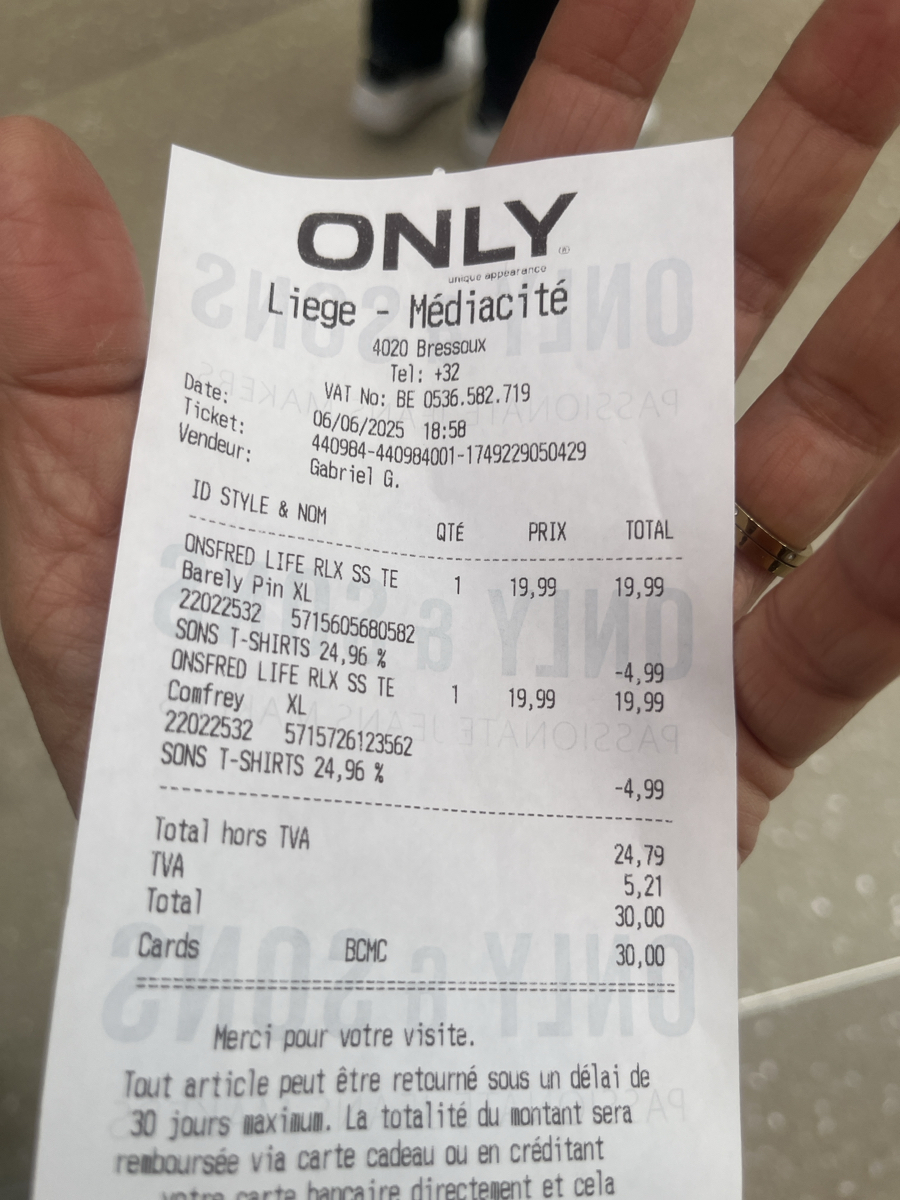 ONLY
unique appearance
Liege - Médiacité
4020 Bressoux
Tel: +32
VAT No: BE 0536.582.719
Date: 06/06/2025 18:58
Ticket: 440984-440984001-1749229050429
Vendeur: Gabriel G.
ID STYLE & NOM QTÉ PRIX TOTAL
ONSFRED LIFE RLX SS TE 1 19,99 19,99
Barely Pin XL
22022532 5715605680582
SONS T-SHIRTS 24,96 % -4,99
ONSFRED LIFE RLX SS TE 1 19,99 19,99
Comfrey XL
22022532 5715726123562
SONS T-SHIRTS 24,96 % -4,99
Total hors TVA 24,79
TVA 5,21
Total 30,00
Cards BCMC 30,00
Merci pour votre visite.
Tout article peut être retourné sous un délai de
30 jours maximum. La totalité du montant sera
remboursée via carte cadeau ou en créditant
votre carte bancaire directement et cela